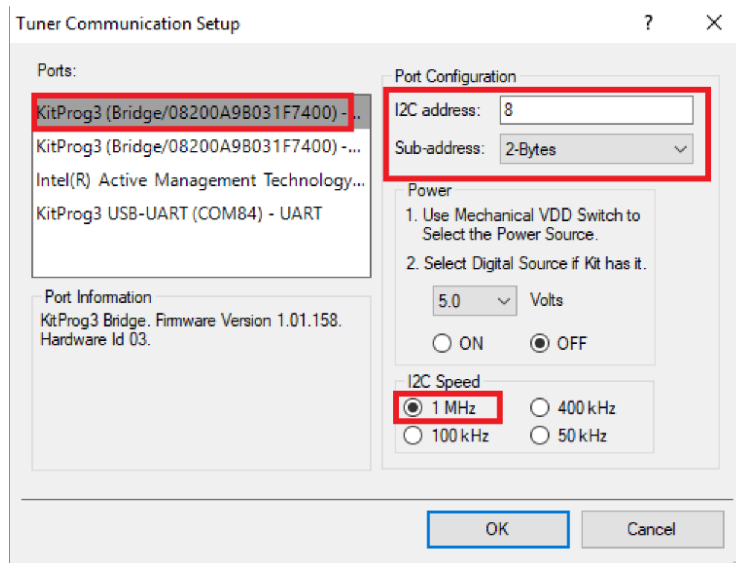 Tuner Communication Setup
?
Ports:
KitProg3 (Bridge/08200A9B031F7400) -...
KitProg3 (Bridge/08200A9B031F7400) -...
Intel(R) Active Management Technology...
KitProg3 USB-UART (COM84) - UART
Port Information
KitProg3 Bridge. Firmware Version 1.01.158.
Hardware Id 03.
Port Configuration
I2C address: 8
Sub-address: 2-Bytes
Power
1. Use Mechanical VDD Switch to
Select the Power Source.
2. Select Digital Source if Kit has it.
5.0 Volts
ON OFF
I2C Speed
1 MHz 400 kHz
100 kHz 50 kHz
OK Cancel